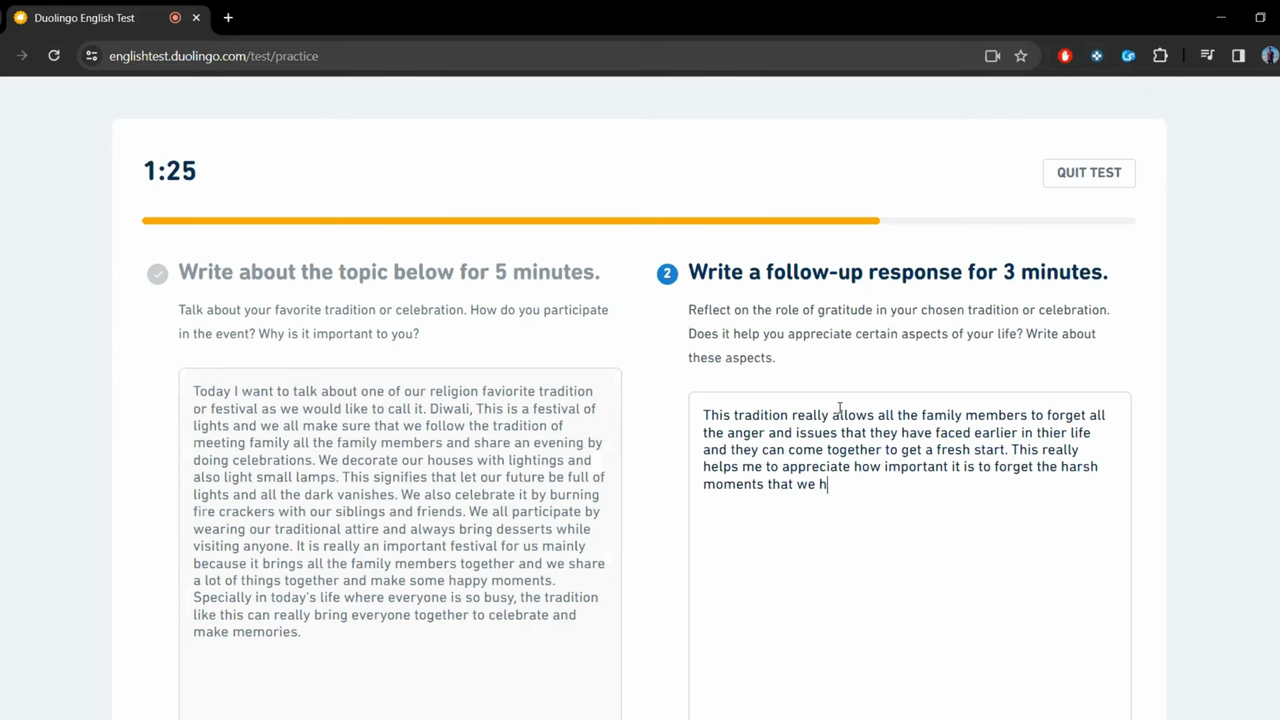 Duolingo English Test
englishtest.duolingo.com/test/practice
1:25
QUIT TEST
Write about the topic below for 5 minutes.
Talk about your favorite tradition or celebration. How do you participate
in the event? Why is it important to you?
Today I want to talk about one of our religion faviorite tradition
or festival as we would like to call it. Diwali, This is a festival of
lights and we all make sure that we follow the tradition of
meeting family all the family members and share an evening by
doing celebrations. We decorate our houses with lightings and
also light small lamps. This signifies that let our future be full of
lights and all the dark vanishes. We also celebrate it by burning
fire crackers with our siblings and friends. We all participate by
wearing our traditional attire and always bring desserts while
visiting anyone. It is really an important festival for us mainly
because it brings all the family members together and we share
a lot of things together and make some happy moments.
Specially in today's life where everyone is so busy, the tradition
like this can really bring everyone together to celebrate and
make memories.
2
Write a follow-up response for 3 minutes.
Reflect on the role of gratitude in your chosen tradition or celebration.
Does it help you appreciate certain aspects of your life? Write about
these aspects.
This tradition really allows all the family members to forget all
the anger and issues that they have faced earlier in thier life
and they can come together to get a fresh start. This really
helps me to appreciate how important it is to forget the harsh
moments that we h